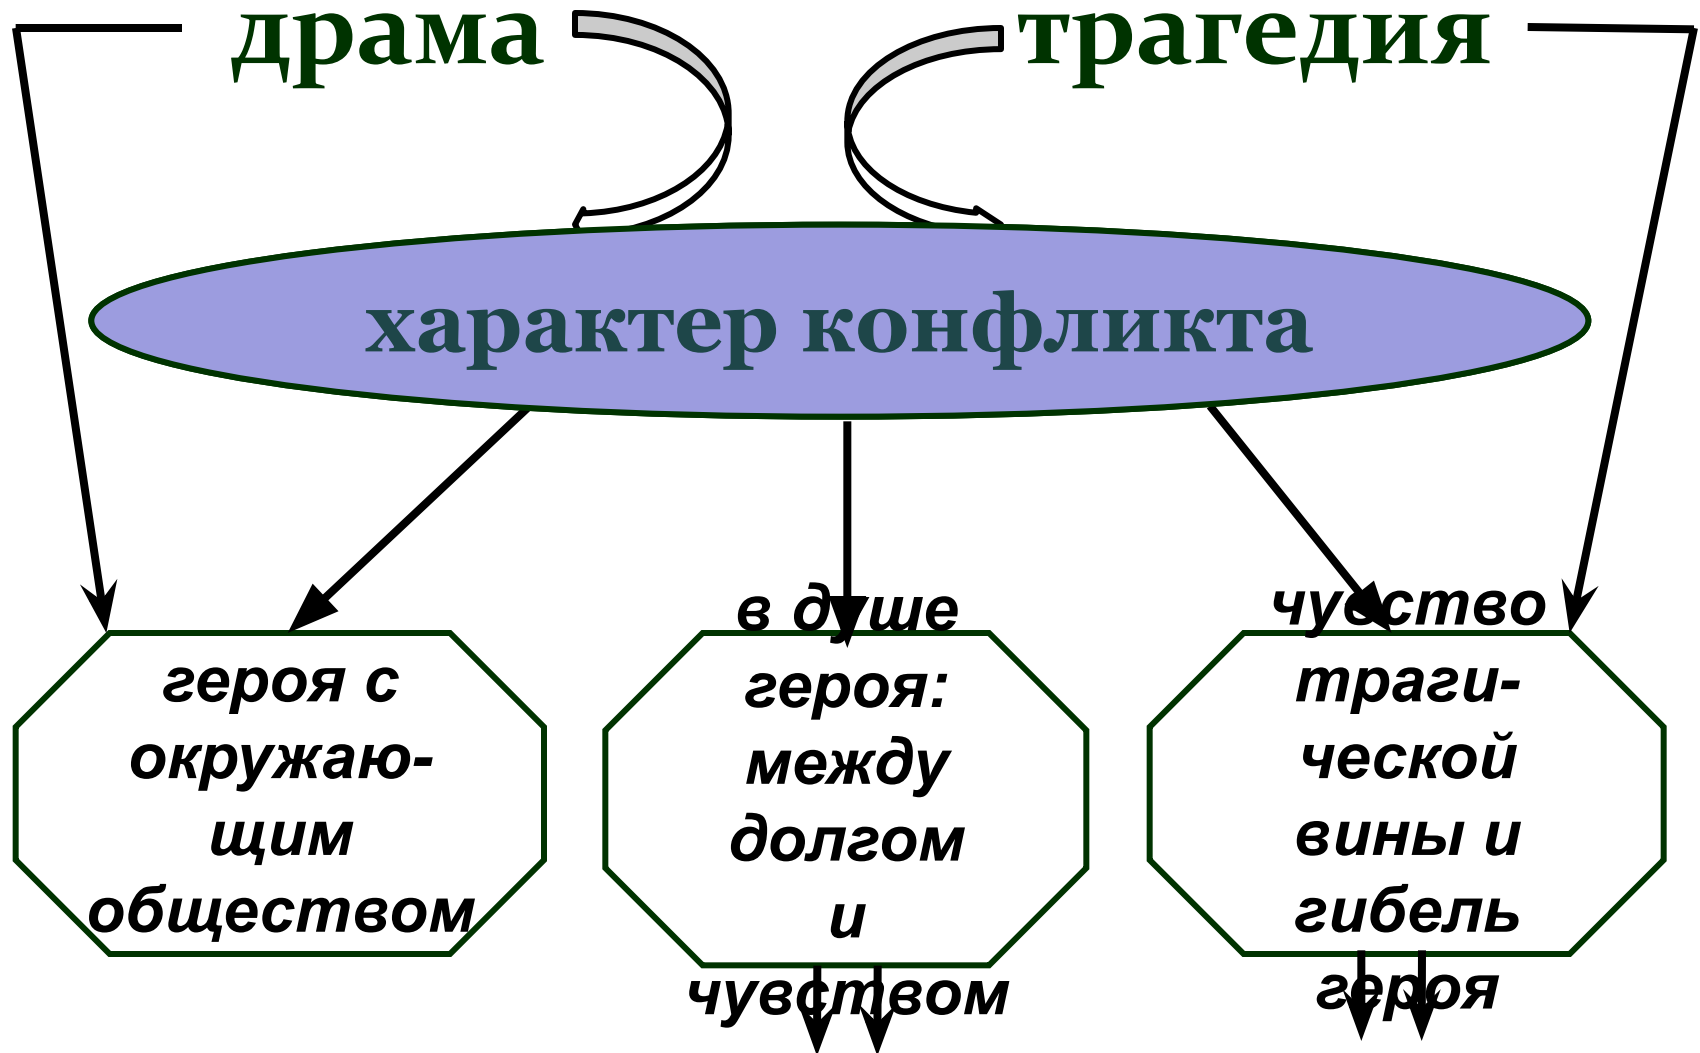 драма
трагедия
характер конфликта
героя с
окружаю-
щим
обществом
в душе
героя:
между
долгом
и
чувством
чувство
траги-
ческой
вины и
гибель
героя